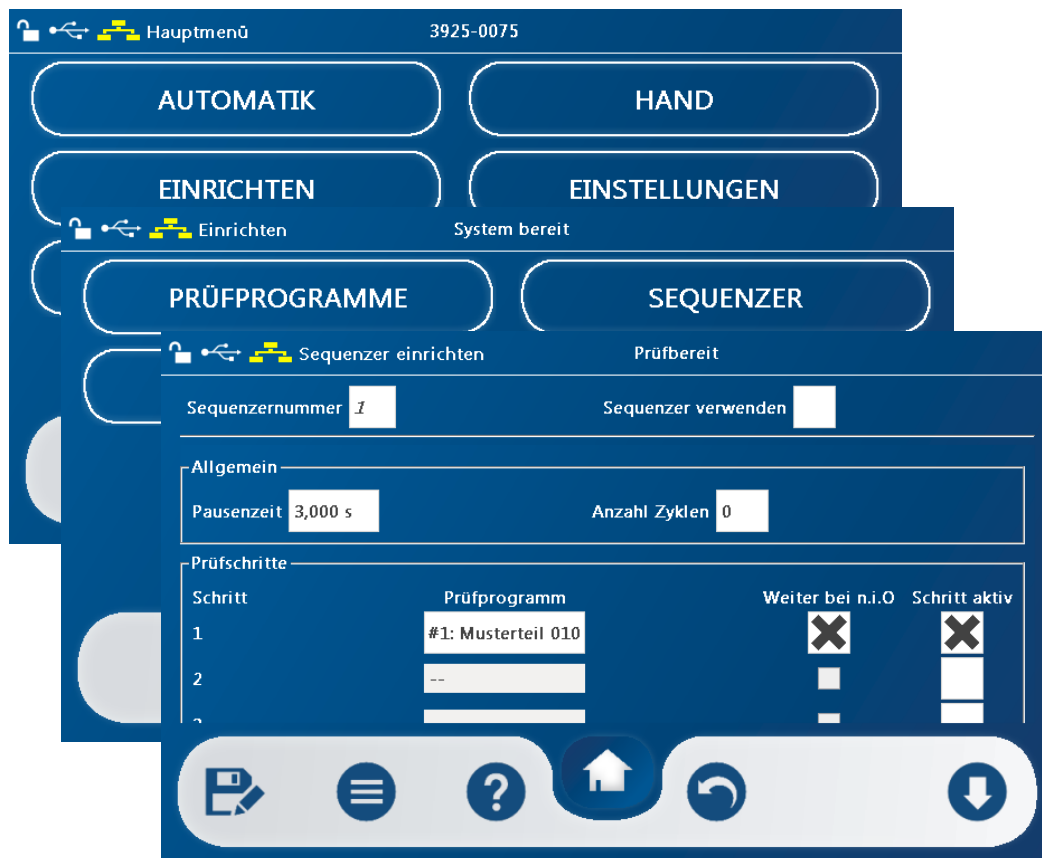 Hauptmenü 3925-0075
AUTOMATIK HAND
EINRICHTEN EINSTELLUNGEN
Einrichten System bereit
PRÜFPROGRAMME SEQUENZER
Sequenzer einrichten Prüfbereit
Sequenzernummer 1 Sequenzer verwenden
Allgemein
Pausenzeit 3,000 s Anzahl Zyklen 0
Prüfschritte
Schritt Prüfprogramm Weiter bei n.i.O Schritt aktiv
1 #1: Musterteil 010
2 --